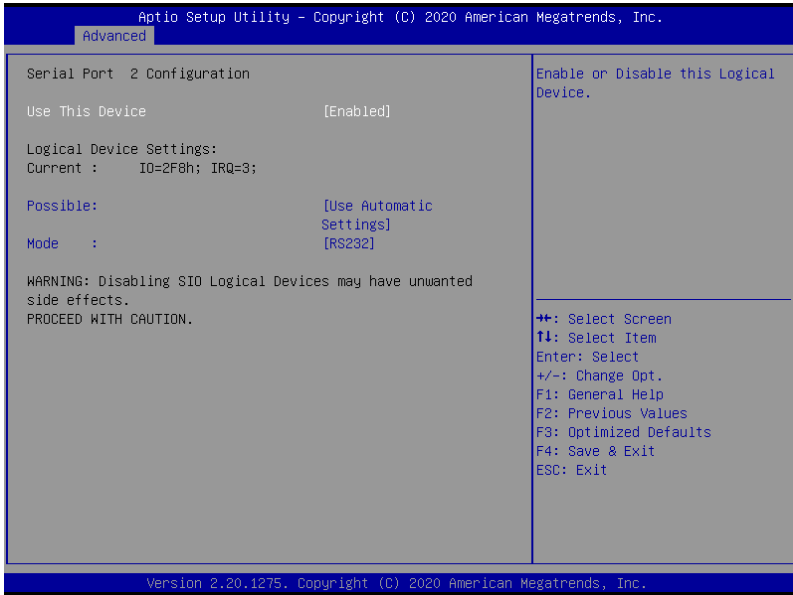 Aptio Setup Utility – Copyright (C) 2020 American Megatrends, Inc.
Advanced
Serial Port  2 Configuration
Use This Device [Enabled]
Logical Device Settings:
Current :     IO=2F8h; IRQ=3;
Possible: [Use Automatic
Settings]
Mode    : [RS232]
WARNING: Disabling SIO Logical Devices may have unwanted
side effects.
PROCEED WITH CAUTION.
Enable or Disable this Logical
Device.
→←: Select Screen
↑↓: Select Item
Enter: Select
+/-: Change Opt.
F1: General Help
F2: Previous Values
F3: Optimized Defaults
F4: Save & Exit
ESC: Exit
Version 2.20.1275. Copyright (C) 2020 American Megatrends, Inc.